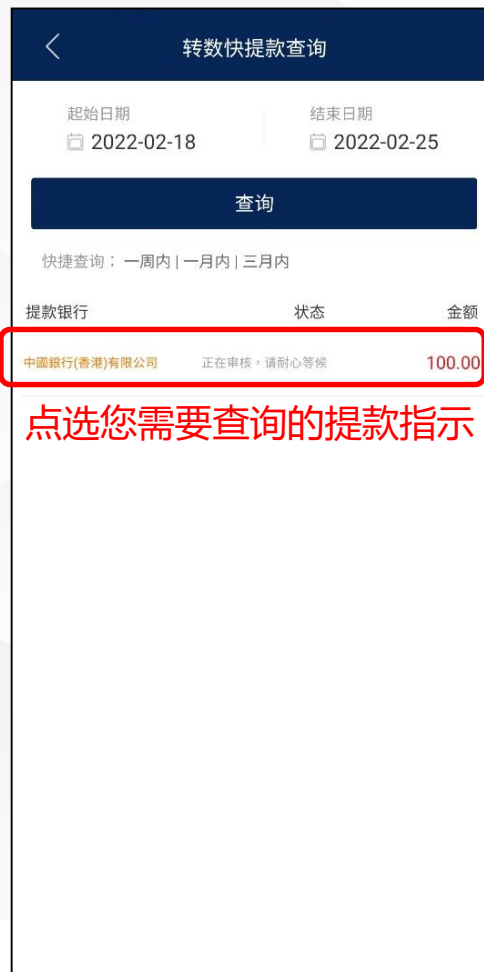 转数快提款查询
起始日期 结束日期
2022-02-18 2022-02-25
查询
快捷查询：一周内 | 一月内 | 三月内
提款银行 状态 金额
中國銀行(香港)有限公司 正在审核，请耐心等候 100.00
点选您需要查询的提款指示